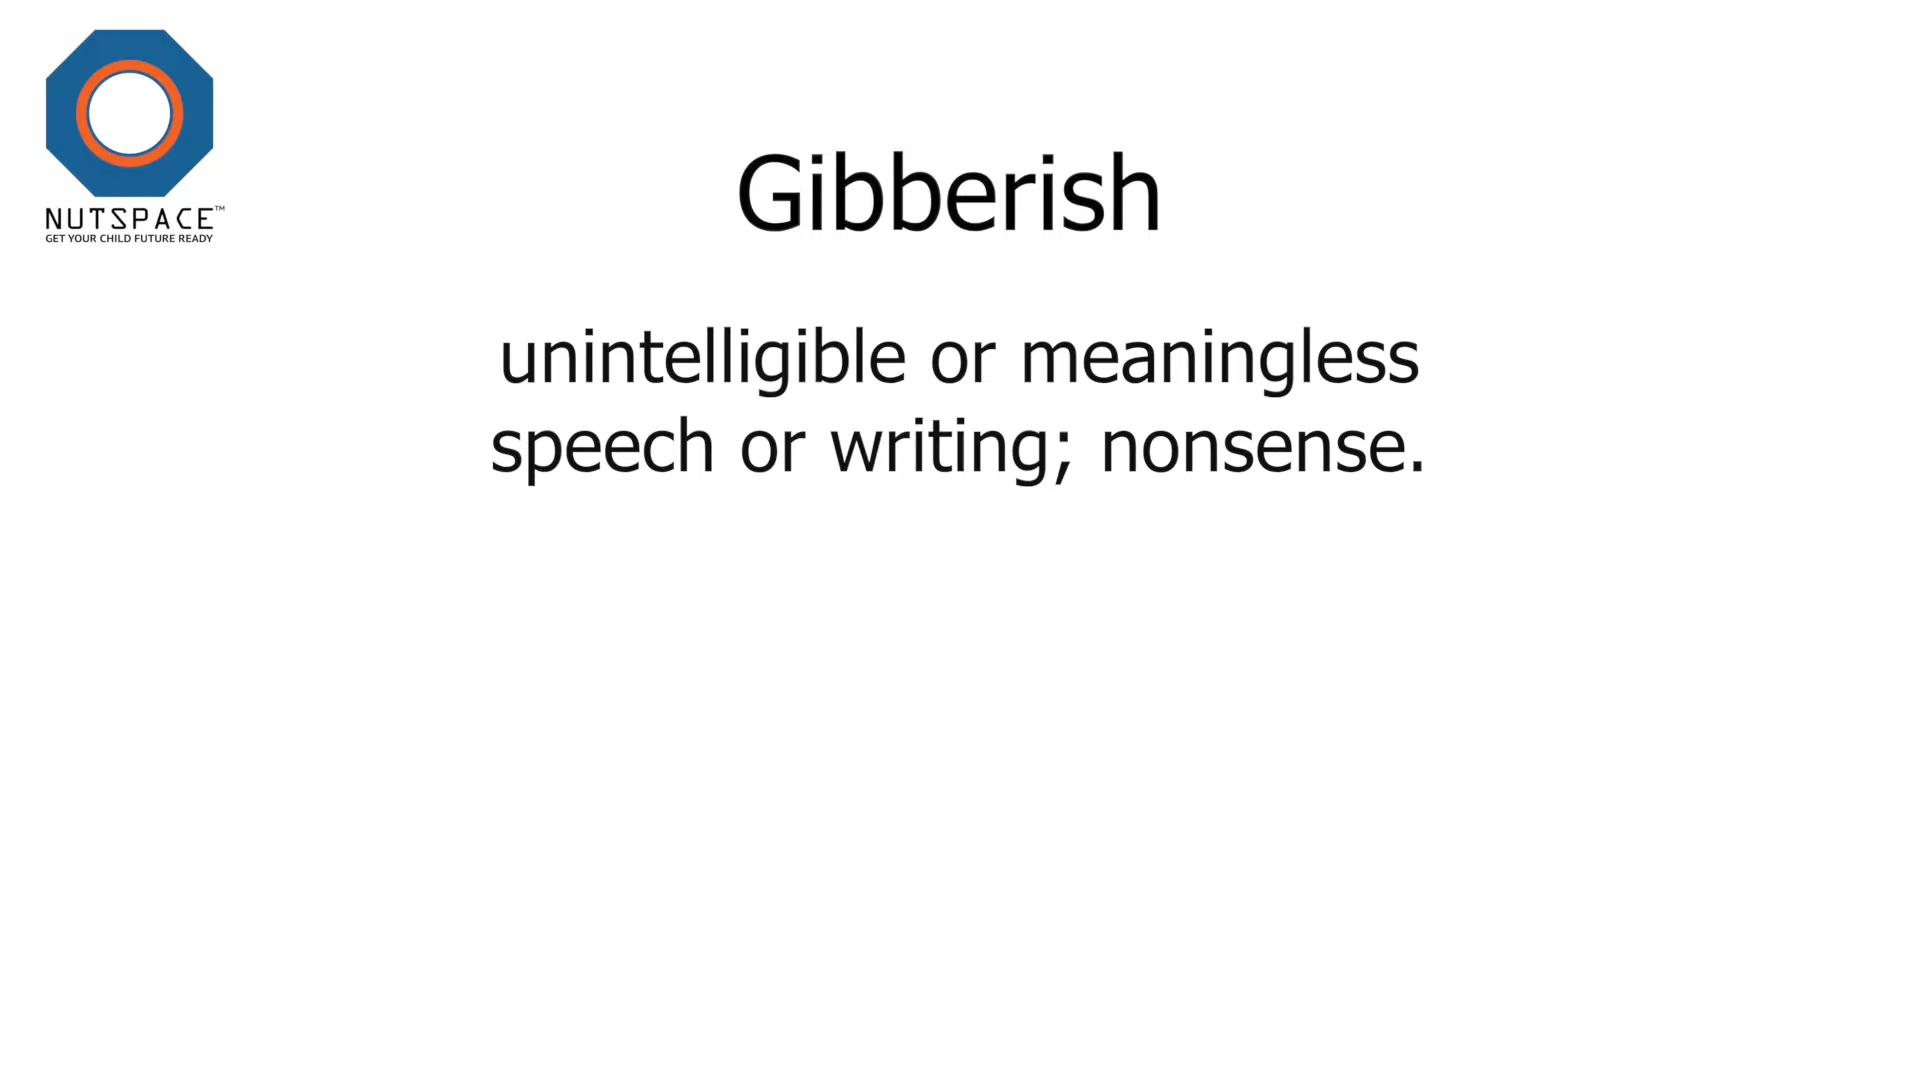 NUTSPACE™
GET YOUR CHILD FUTURE READY
Gibberish
unintelligible or meaningless
speech or writing; nonsense.